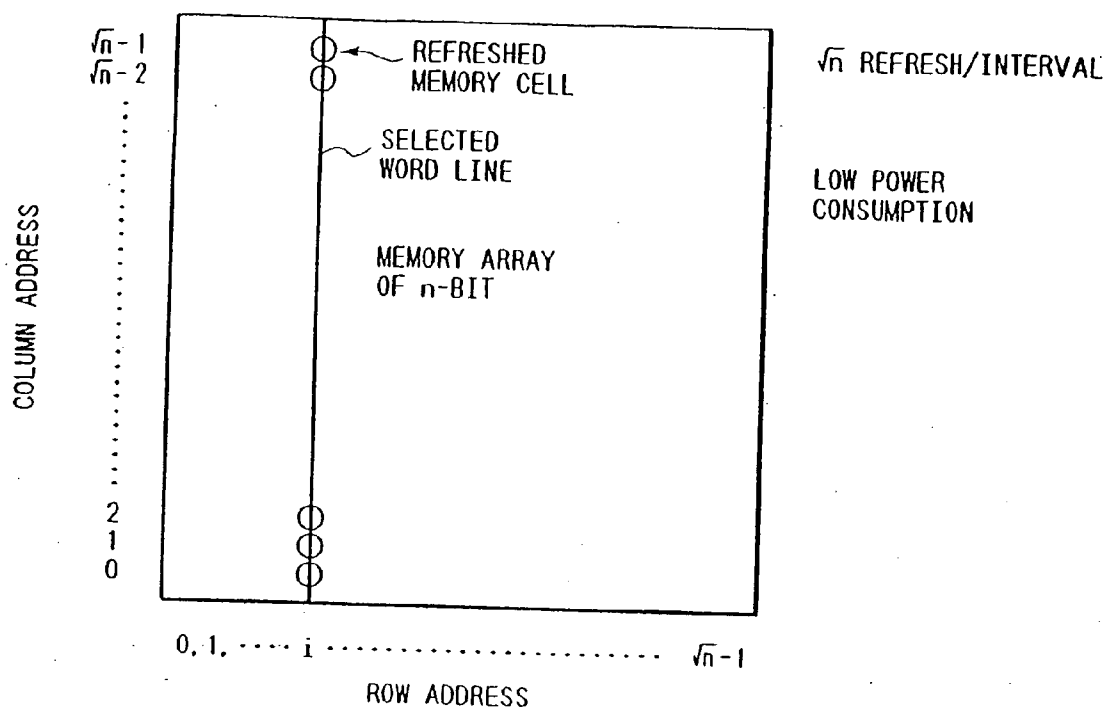 √n-1
√n-2
2
1
0
COLUMN ADDRESS
REFRESHED
MEMORY CELL
SELECTED
WORD LINE
MEMORY ARRAY
OF n-BIT
√n REFRESH/INTERVAL
LOW POWER
CONSUMPTION
0, 1, ····· i ························ √n-1
ROW ADDRESS